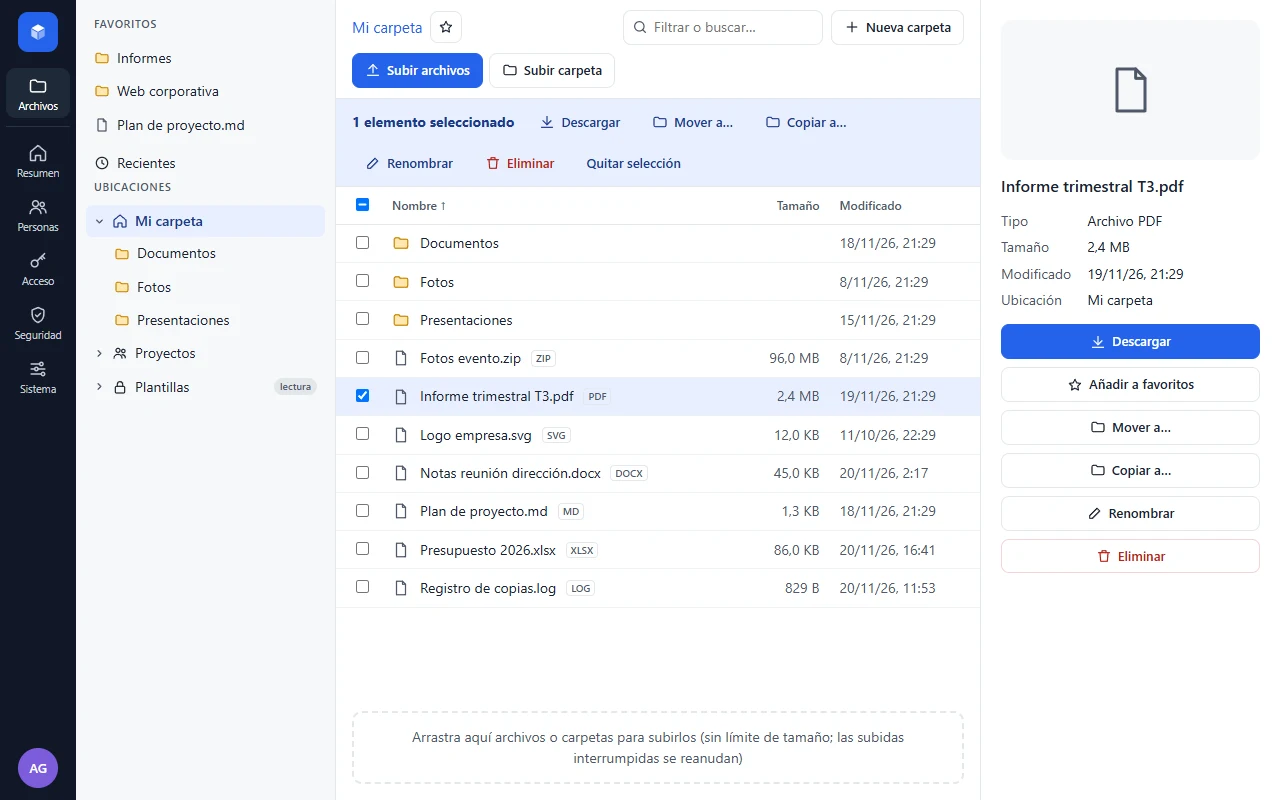 Archivos
Resumen
Personas
Acceso
Seguridad
Sistema
AG
FAVORITOS
Informes
Web corporativa
Plan de proyecto.md
Recientes
UBICACIONES
Mi carpeta
Documentos
Fotos
Presentaciones
Proyectos
Plantillas lectura
Mi carpeta Filtrar o buscar... Nueva carpeta
Subir archivos Subir carpeta
1 elemento seleccionado Descargar Mover a... Copiar a...
Renombrar Eliminar Quitar selección
Nombre ↑ Tamaño Modificado
Documentos 18/11/26, 21:29
Fotos 8/11/26, 21:29
Presentaciones 15/11/26, 21:29
Fotos evento.zip ZIP 96,0 MB 8/11/26, 21:29
Informe trimestral T3.pdf PDF 2,4 MB 19/11/26, 21:29
Logo empresa.svg SVG 12,0 KB 11/10/26, 22:29
Notas reunión dirección.docx DOCX 45,0 KB 20/11/26, 2:17
Plan de proyecto.md MD 1,3 KB 18/11/26, 21:29
Presupuesto 2026.xlsx XLSX 86,0 KB 20/11/26, 16:41
Registro de copias.log LOG 829 B 20/11/26, 11:53
Arrastra aquí archivos o carpetas para subirlos (sin límite de tamaño; las subidas
interrumpidas se reanudan)
Informe trimestral T3.pdf
Tipo Archivo PDF
Tamaño 2,4 MB
Modificado 19/11/26, 21:29
Ubicación Mi carpeta
Descargar
Añadir a favoritos
Mover a...
Copiar a...
Renombrar
Eliminar